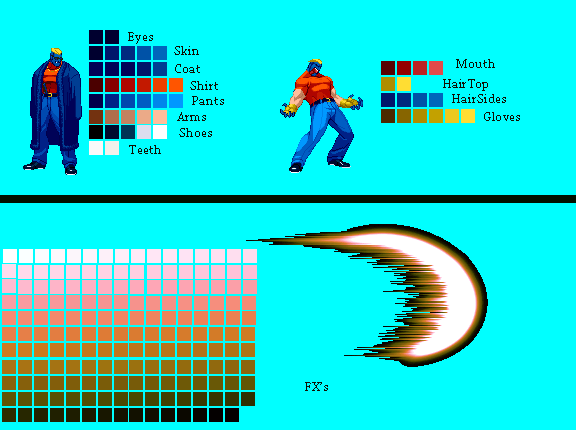 Eyes
Skin
Coat
Shirt
Pants
Arms
Shoes
Teeth
Mouth
HairTop
HairSides
Gloves
FX's